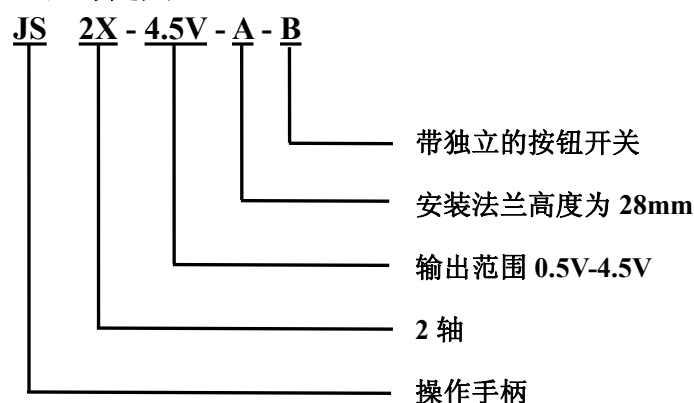 JS 2X - 4.5V - A - B
带独立的按钮开关
安装法兰高度为 28mm
输出范围 0.5V-4.5V
2 轴
操作手柄